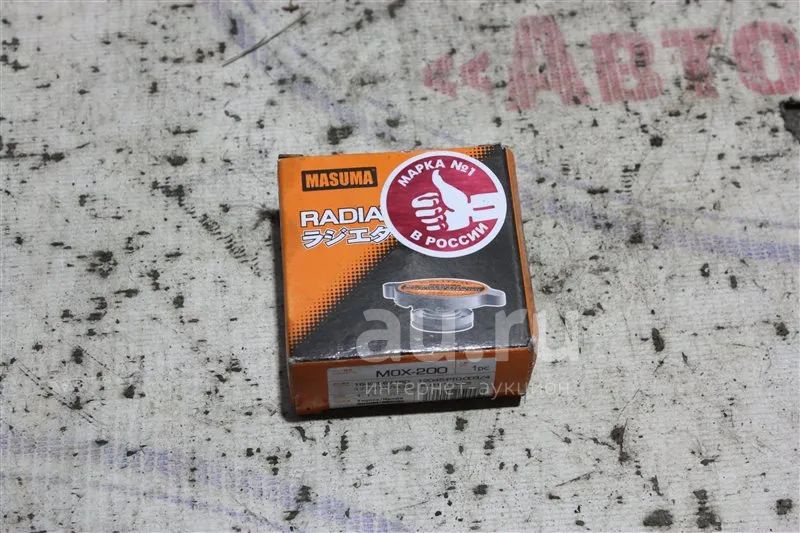 «Авто
MASUMA
МАРКА №1
В РОССИИ
RADIA
ラジエタ
au.ru
интернет-аукцион
MOX-200
1pc